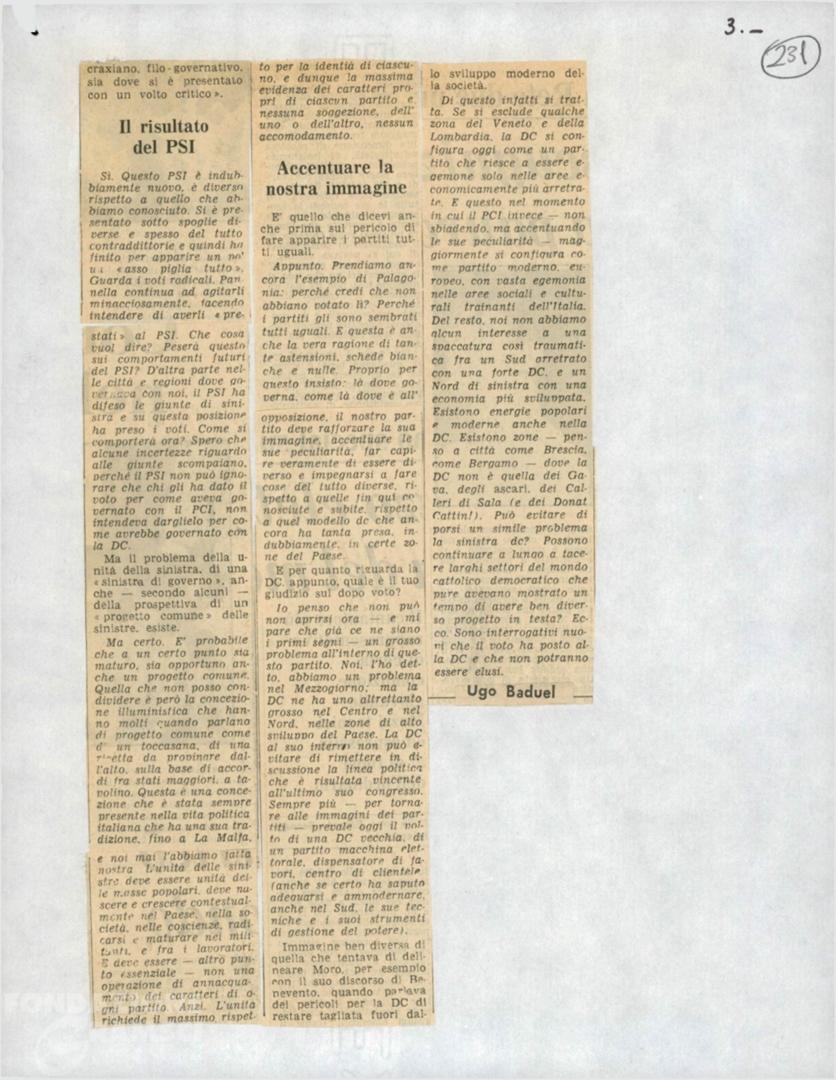 3.-
231
craxiano, filo-governativo,
sia dove si è presentato
con un volto critico».
Il risultato
del PSI
Sì. Questo PSI è indub-
biamente nuovo, è diverso
rispetto a quello che ab-
biamo conosciuto. Si è pre-
sentato sotto spoglie di-
verse e spesso del tutto
contraddittorie e quindi ha
finito per apparire un po'
un «asso piglia tutto».
Guarda i voti radicali. Pan-
nella continua ad agitarli
minacciosamente, facendo
intendere di averli «pre-
stati» al PSI. Che cosa
vuol dire? Peserà questo
sui comportamenti futuri
del PSI? D'altra parte nel-
le città e regioni dove go-
vernava con noi, il PSI ha
difeso le giunte di sini-
stra e su questa posizione
ha preso i voti. Come si
comporterà ora? Spero che
alcune incertezze riguardo
alle giunte scompaiano,
perché il PSI non può igno-
rare che chi gli ha dato il
voto per come aveva go-
vernato con il PCI, non
intendeva darglielo per co-
me avrebbe governato con
la DC.
Ma il problema della u-
nità della sinistra, di una
«sinistra di governo», an-
che — secondo alcuni —
della prospettiva di un
«progetto comune» delle
sinistre, esiste.
Ma certo. E' probabile
che a un certo punto sia
maturo, sia opportuno an-
che un progetto comune.
Quella che non posso con-
dividere è però la concezio-
ne illuministica che han-
no molti quando parlano
di progetto comune come
d' un toccasana, di una
ricetta da propinare dal-
l'alto, sulla base di accor-
di fra stati maggiori, a ta-
volino. Questa è una conce-
zione che è stata sempre
presente nella vita politica
italiana che ha una sua tra-
dizione, fino a La Malfa,
e noi mai l'abbiamo fatta
nostra. L'unità delle sini-
stre deve essere unità del-
le masse popolari, deve na-
scere e crescere contestual-
mente nel Paese, nella so-
cietà, nelle coscienze, radi-
carsi e maturare nei mili-
tanti, e fra i lavoratori.
E deve essere — altro pun-
to essenziale — non una
operazione di annacqua-
mento dei caratteri di o-
gni partito. Anzi. L'unità
richiede il massimo rispet-
to per la identità di ciascu-
no, e dunque la massima
evidenza dei caratteri pro-
pri di ciascun partito e
nessuna soggezione, dell'
uno o dell'altro, nessun
accomodamento.
Accentuare la
nostra immagine
E' quello che dicevi an-
che prima sul pericolo di
fare apparire i partiti tut-
ti uguali.
Appunto. Prendiamo an-
cora l'esempio di Palago-
nia: perché credi che non
abbiano votato lì? Perché
i partiti gli sono sembrati
tutti uguali. E questa è an-
che la vera ragione di tan-
te astensioni, schede bian-
che e nulle. Proprio per
questo insisto: là dove go-
verna, come là dove è all'
opposizione, il nostro par-
tito deve rafforzare la sua
immagine, accentuare le
sue peculiarità, far capi-
re veramente di essere di-
verso e impegnarsi a fare
cose del tutto diverse, ri-
spetto a quelle fin qui co-
nosciute e subite, rispetto
a quel modello dc che an-
cora ha tanta presa, in-
dubbiamente, in certe zo-
ne del Paese.
E per quanto riguarda la
DC, appunto, quale è il tuo
giudizio sul dopo voto?
Io penso che non può
non aprirsi ora — e mi
pare che già ce ne siano
i primi segni — un grosso
problema all'interno di que-
sto partito. Noi, l'ho det-
to, abbiamo un problema
nel Mezzogiorno; ma la
DC ne ha uno altrettanto
grosso nel Centro e nel
Nord, nelle zone di alto
sviluppo del Paese. La DC
al suo interno non può e-
vitare di rimettere in di-
scussione la linea politica
che è risultata vincente
all'ultimo suo congresso.
Sempre più — per torna-
re alle immagini dei par-
titi — prevale oggi il vol-
to di una DC vecchia, di
un partito macchina elet-
torale, dispensatore di fa-
vori, centro di clientele
(anche se certo ha saputo
adeguarsi e ammodernare,
anche nel Sud, le sue tec-
niche e i suoi strumenti
di gestione del potere).
Immagine ben diversa di
quella che tentava di deli-
neare Moro, per esempio
con il suo discorso di Be-
nevento, quando parlava
dei pericoli per la DC di
restare tagliata fuori dal-
lo sviluppo moderno del-
la società.
Di questo infatti si trat-
ta. Se si esclude qualche
zona del Veneto e della
Lombardia, la DC si con-
figura oggi come un par-
tito che riesce a essere e-
gemone solo nelle aree e-
conomicamente più arretra-
te. E questo nel momento
in cui il PCI invece — non
sbiadendo, ma accentuando
le sue peculiarità — mag-
giormente si configura co-
me partito moderno, eu-
ropeo, con vasta egemonia
nelle aree sociali e cultu-
rali trainanti dell'Italia.
Del resto, noi non abbiamo
alcun interesse a una
spaccatura così traumati-
ca fra un Sud arretrato
con una forte DC, e un
Nord di sinistra con una
economia più sviluppata.
Esistono energie popolari
e moderne anche nella
DC. Esistono zone — pen-
so a città come Brescia,
come Bergamo — dove la
DC non è quella dei Ga-
va, degli ascari, dei Cal-
leri di Sala (e dei Donat
Cattin!). Può evitare di
porsi un simile problema
la sinistra dc? Possono
continuare a lungo a tace-
re larghi settori del mondo
cattolico democratico che
pure avevano mostrato un
tempo di avere ben diver-
so progetto in testa? Ec-
co. Sono interrogativi nuo-
vi che il voto ha posto al-
la DC e che non potranno
essere elusi.
Ugo Baduel